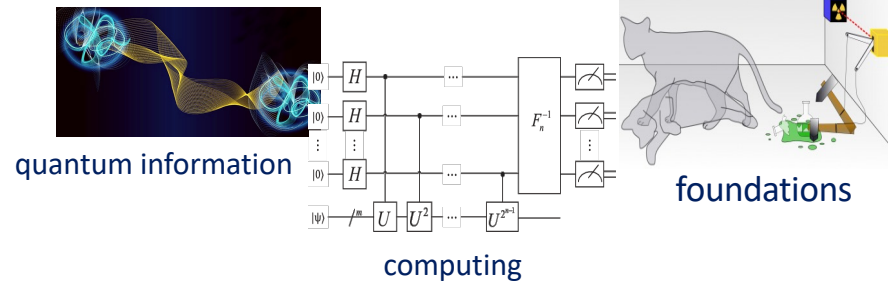 |0⟩ H ...
|0⟩ H ...
⋮ ⋮ ⋮
|0⟩ H ...
F_n^{-1}
|ψ⟩ /^m U U^2 ... U^{2^{n-1}}
quantum information
computing
foundations